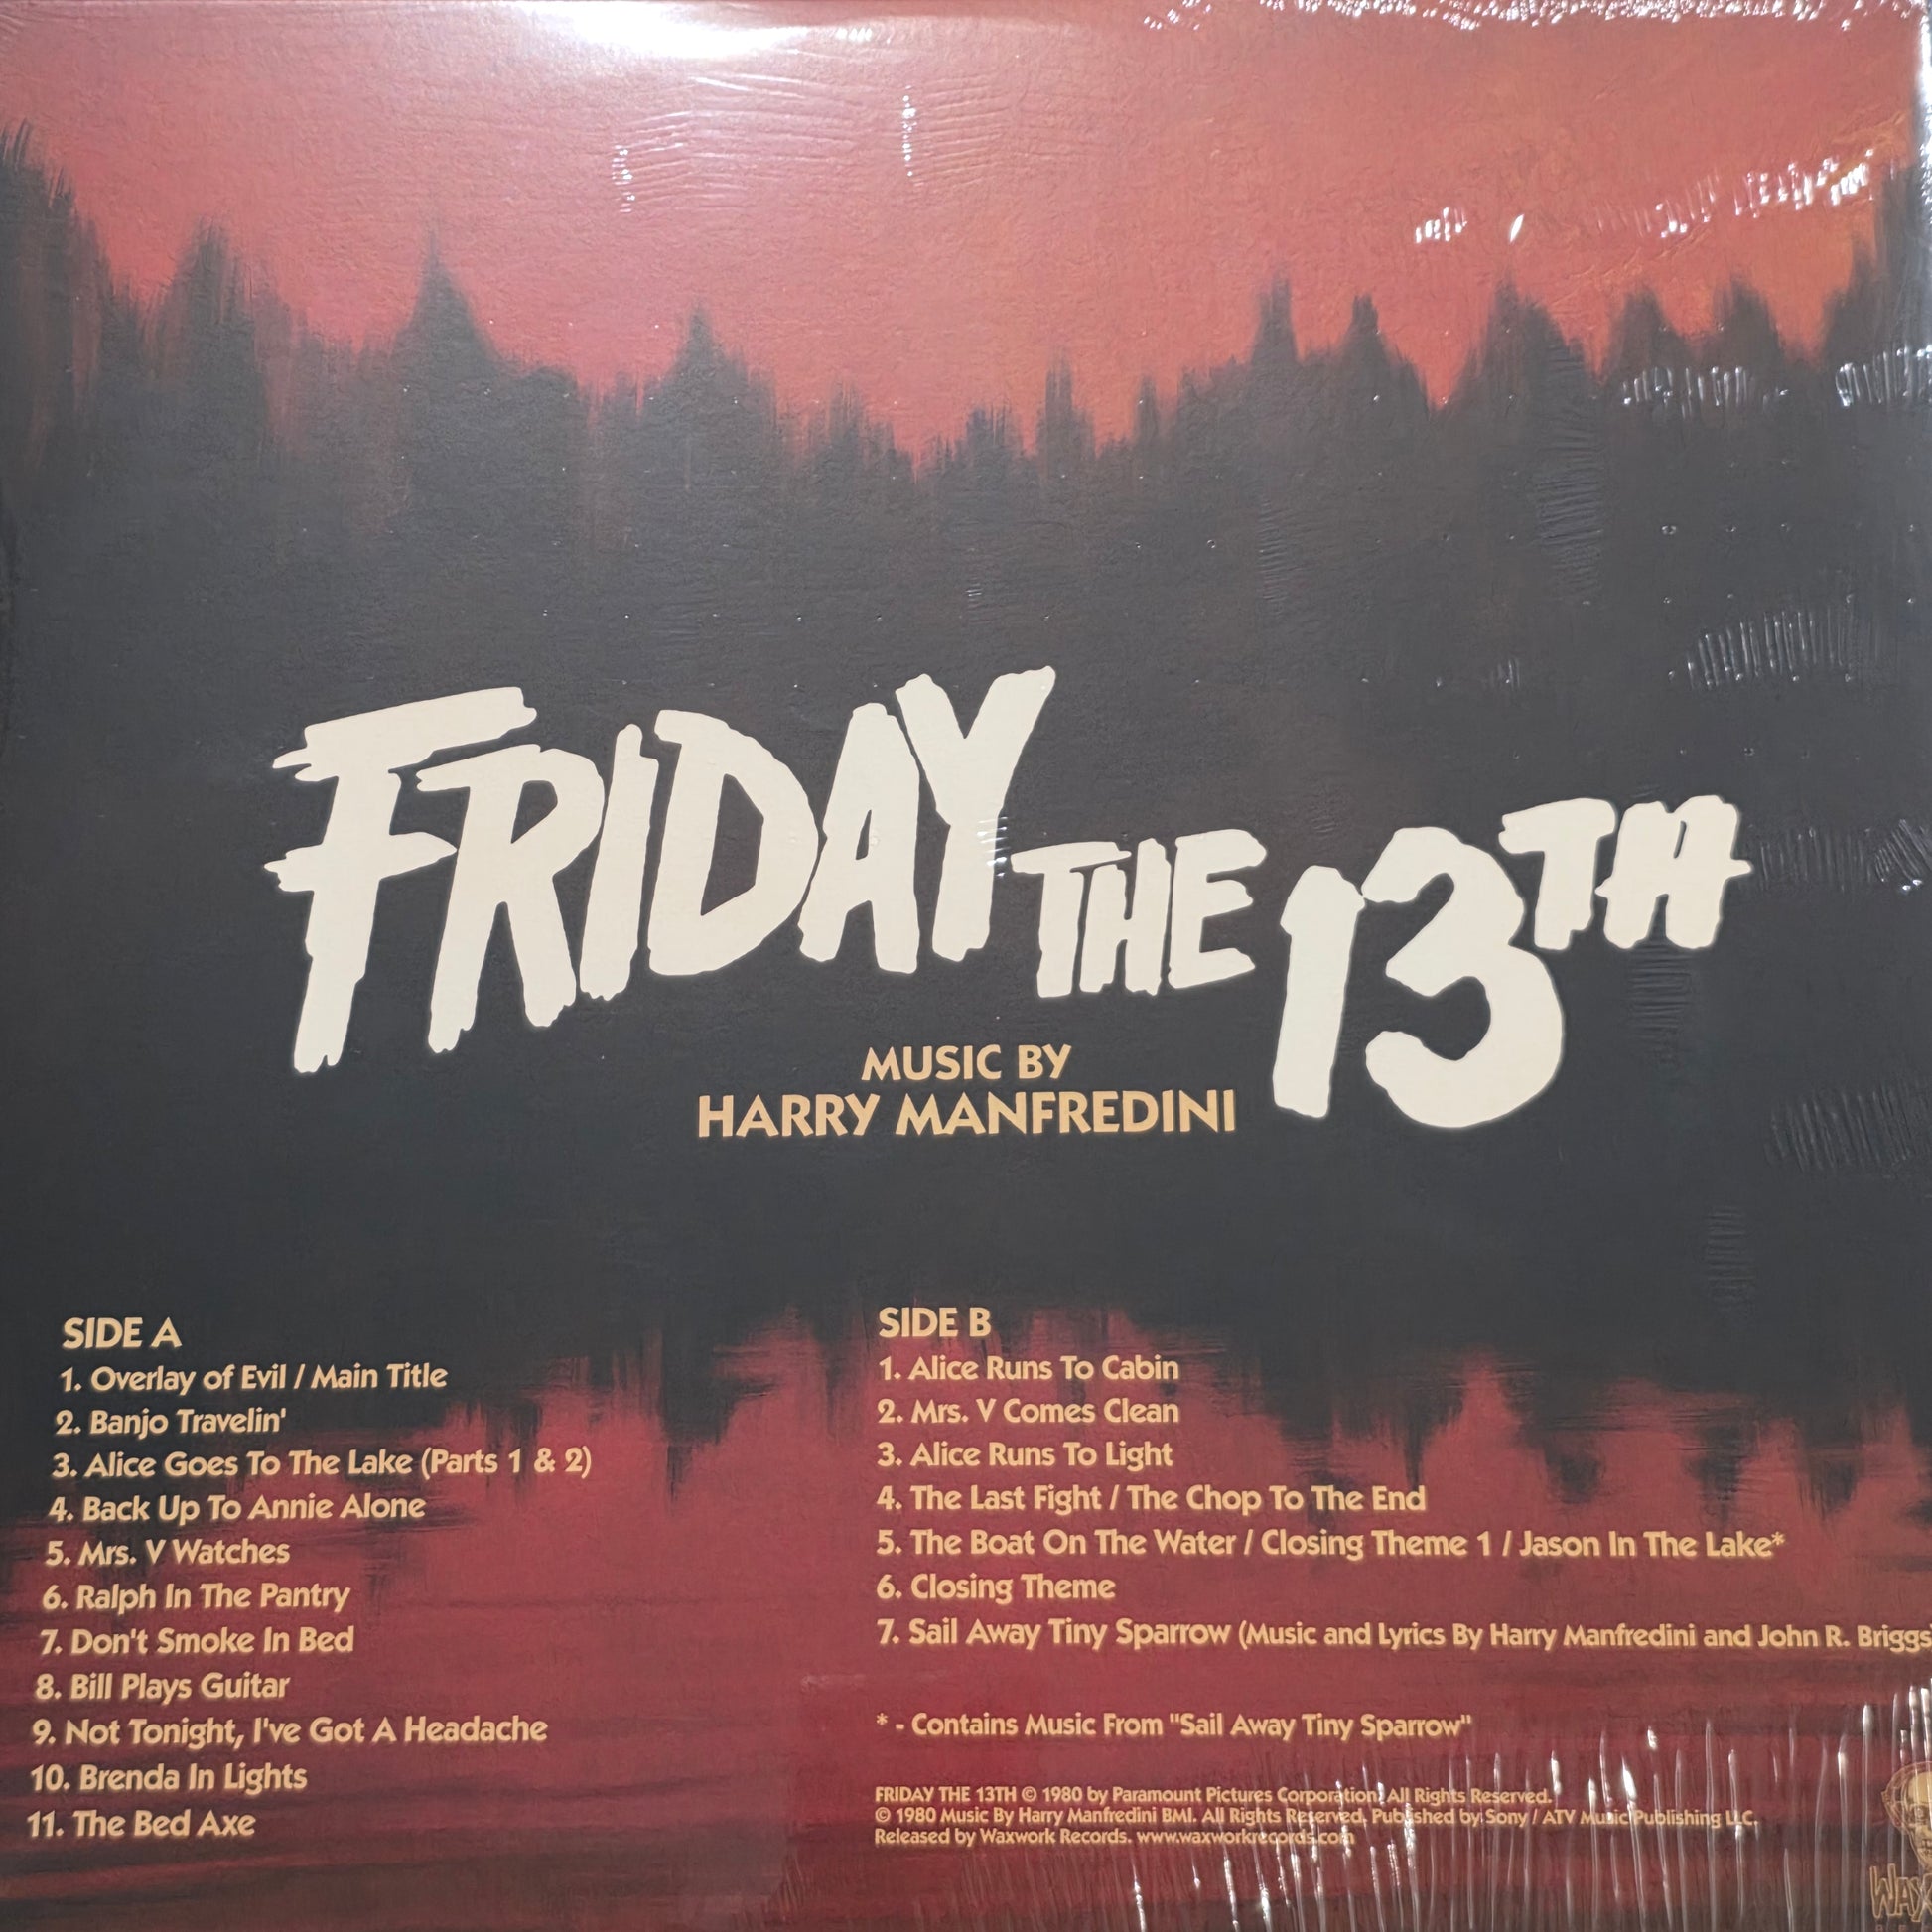 FRIDAY THE 13TH
MUSIC BY
HARRY MANFREDINI
SIDE A
1. Overlay of Evil / Main Title
2. Banjo Travelin'
3. Alice Goes To The Lake (Parts 1 & 2)
4. Back Up To Annie Alone
5. Mrs. V Watches
6. Ralph In The Pantry
7. Don't Smoke In Bed
8. Bill Plays Guitar
9. Not Tonight, I've Got A Headache
10. Brenda In Lights
11. The Bed Axe
SIDE B
1. Alice Runs To Cabin
2. Mrs. V Comes Clean
3. Alice Runs To Light
4. The Last Fight / The Chop To The End
5. The Boat On The Water / Closing Theme 1 / Jason In The Lake*
6. Closing Theme
7. Sail Away Tiny Sparrow (Music and Lyrics By Harry Manfredini and John R. Briggs
* - Contains Music From "Sail Away Tiny Sparrow"
FRIDAY THE 13TH © 1980 by Paramount Pictures Corporation. All Rights Reserved.
© 1980 Music By Harry Manfredini BMI. All Rights Reserved. Published by Sony / ATV Music Publishing LLC.
Released by Waxwork Records. www.waxworkrecords.com